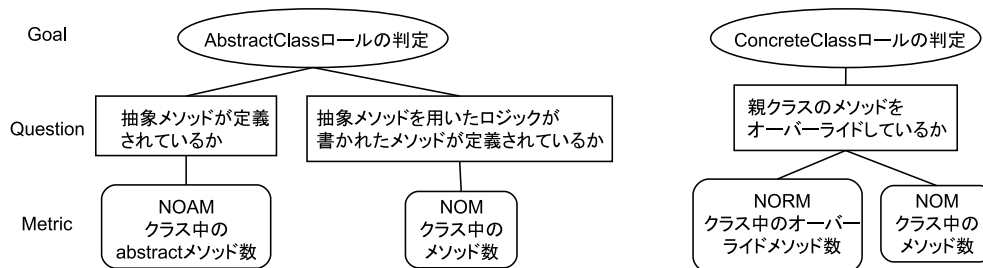 Goal
AbstractClassロールの判定
ConcreteClassロールの判定
Question
抽象メソッドが定義
されているか
抽象メソッドを用いたロジックが
書かれたメソッドが定義されているか
親クラスのメソッドを
オーバーライドしているか
Metric
NOAM
クラス中の
abstractメソッド数
NOM
クラス中の
メソッド数
NORM
クラス中のオーバー
ライドメソッド数
NOM
クラス中の
メソッド数